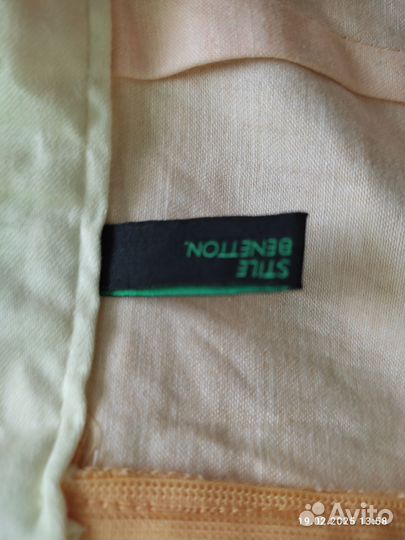 STILE
BENETTON.
19.02.2025 13:58
Avito